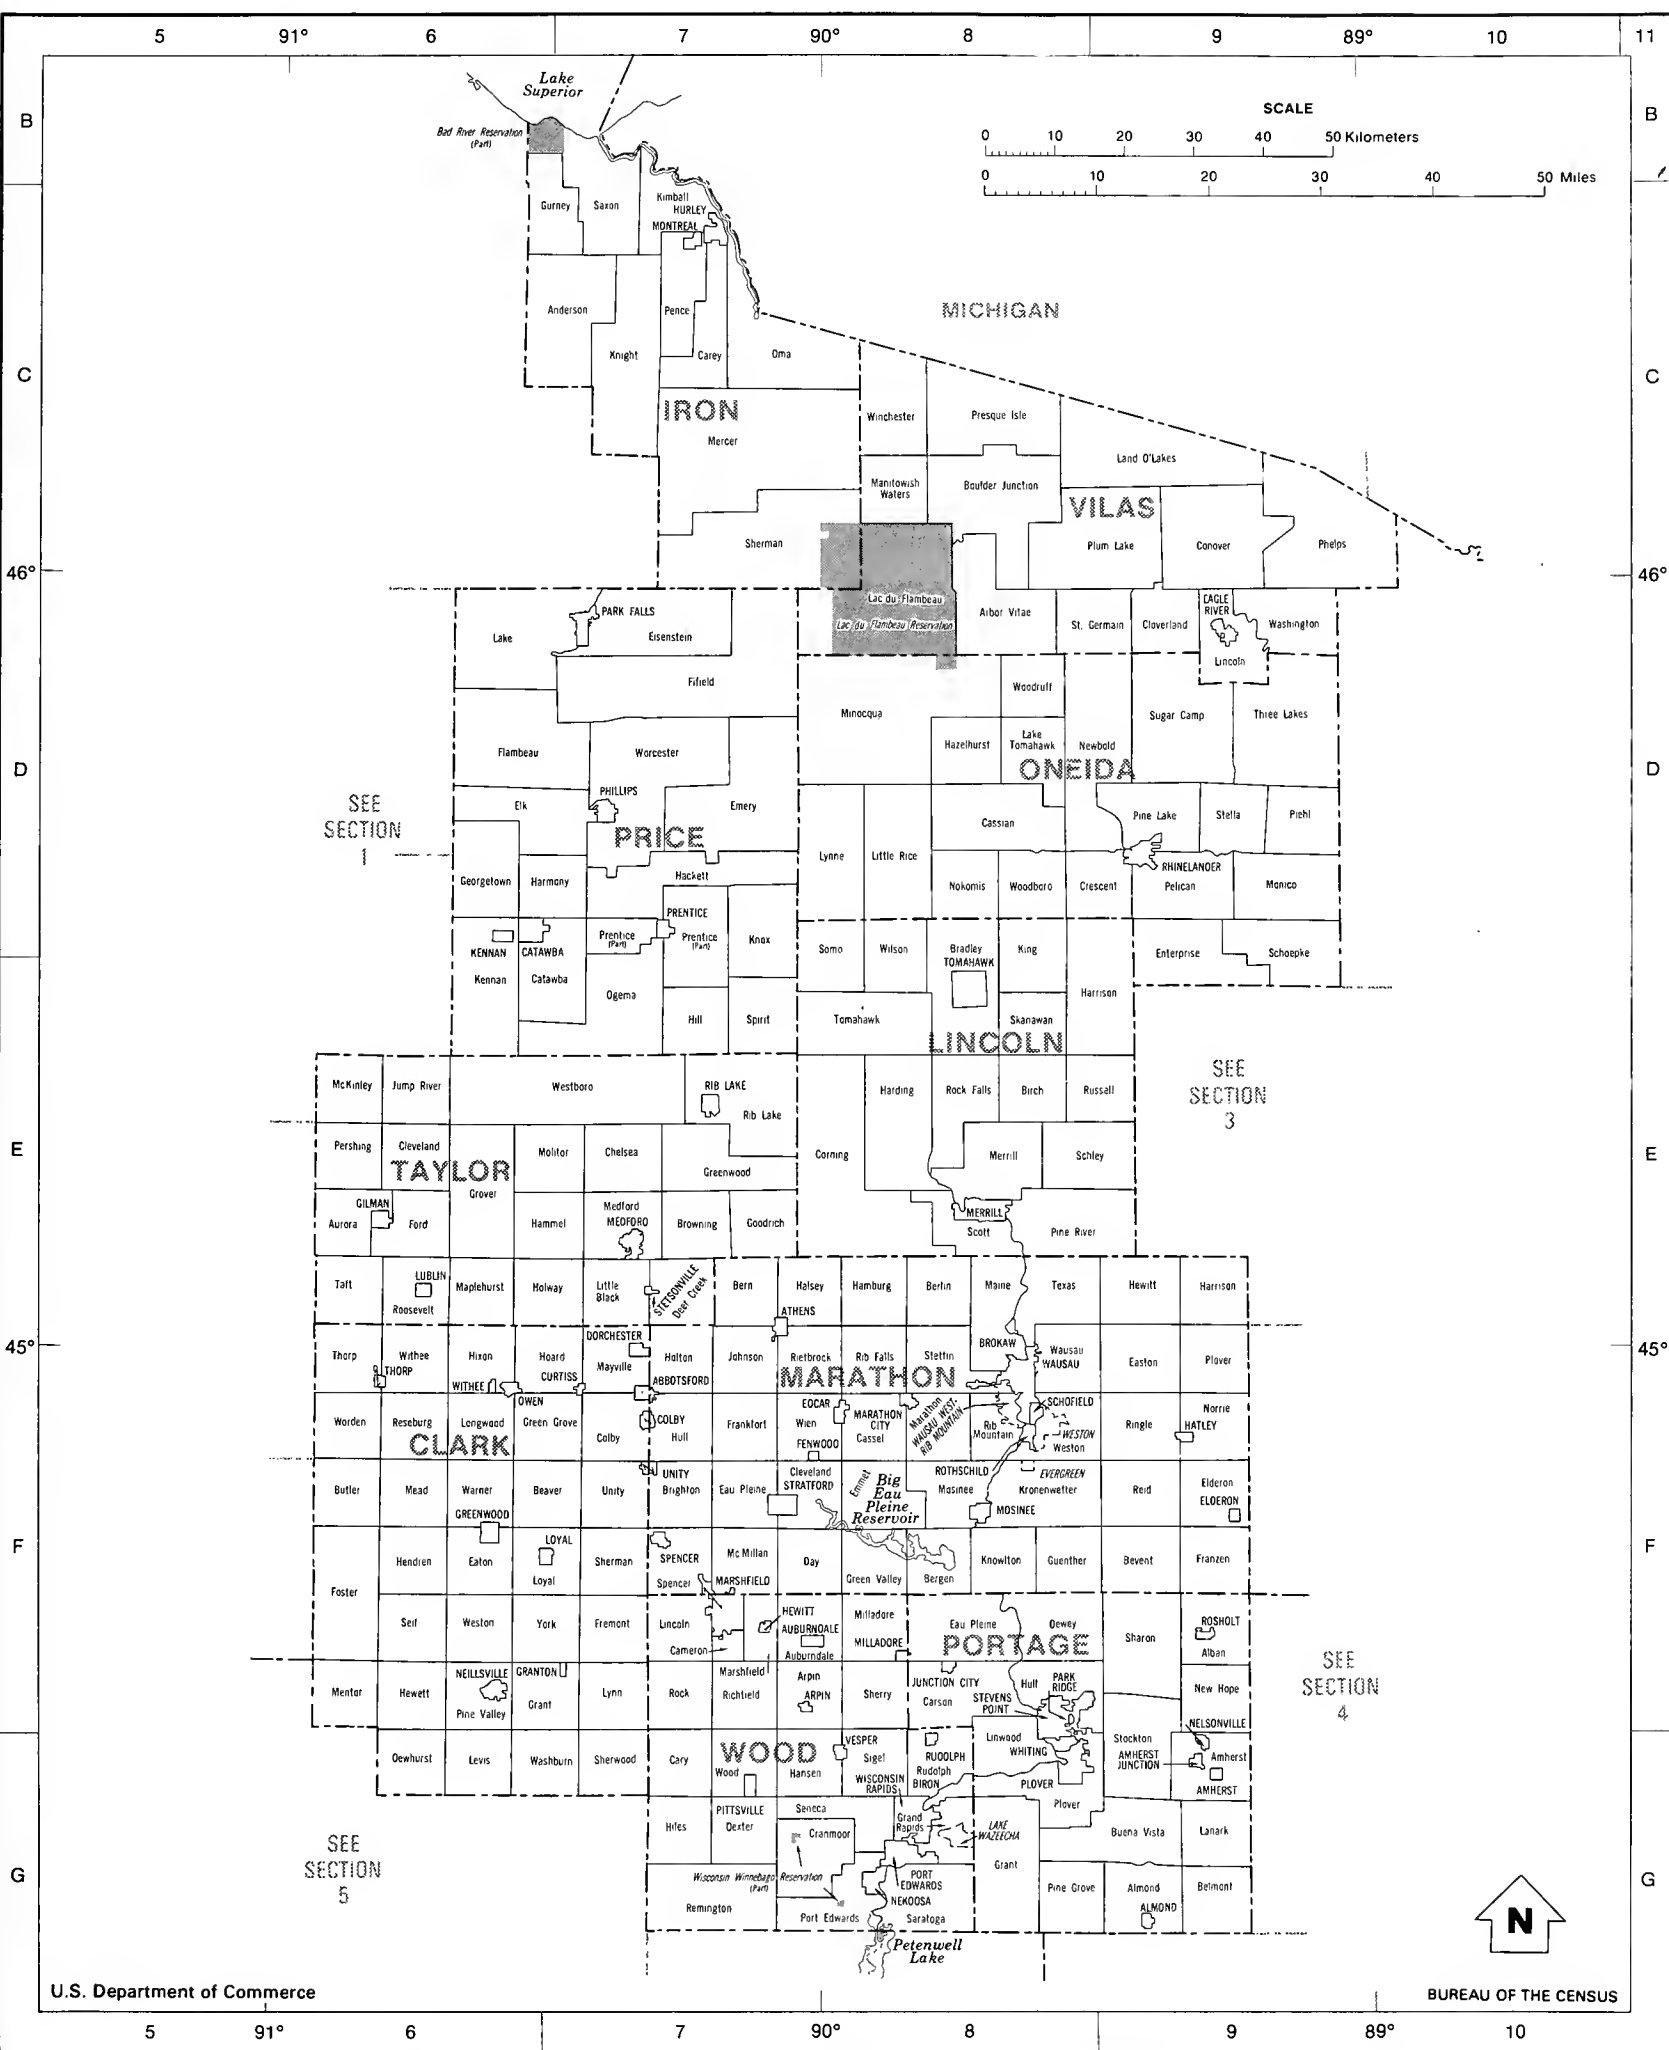 5 91° 6 7 90° 8 9 89° 10 11
B
B
Lake
Superior
SCALE
0 10 20 30 40 50 Kilometers
0 10 20 30 40 50 Miles
Bad River Reservation
(Part)
Gurney
Saxon
Kimball
HURLEY
MONTREAL
Anderson
Pence
MICHIGAN
Knight
Carey
Oma
C
C
IRON
Mercer
Winchester
Presque Isle
Land O'Lakes
Manitowish
Waters
Boulder Junction
VILAS
Sherman
Plum Lake
Conover
Phelps
46°
46°
Lac du Flambeau
Lac du Flambeau Reservation
Arbor Vitae
St. Germain
Cloverland
EAGLE
RIVER
Washington
Lincoln
PARK FALLS
Lake
Eisenstein
Fifield
Woodruff
Minocqua
Sugar Camp
Three Lakes
Flambeau
Worcester
Hazelhurst
Lake
Tomahawk
Newbold
ONEIDA
D
D
SEE
SECTION
1
Elk
PHILLIPS
Emery
PRICE
Cassian
Pine Lake
Stella
Piehl
Lynne
Little Rice
RHINELANDER
Georgetown
Harmony
Hackett
Nokomis
Woodboro
Crescent
Pelican
Monico
PRENTICE
Prentice
(Part)
Prentice
(Part)
Knox
KENNAN
CATAWBA
Kennan
Catawba
Ogema
Hill
Spirit
Somo
Wilson
Bradley
TOMAHAWK
King
Enterprise
Schoepke
Harrison
Tomahawk
Skanawan
LINCOLN
SEE
SECTION
3
McKinley
Jump River
Westboro
RIB LAKE
Rib Lake
Harding
Rock Falls
Birch
Russell
E
E
Pershing
Cleveland
TAYLOR
Molitor
Chelsea
Greenwood
Corning
Merrill
Schley
Grover
GILMAN
Aurora
Ford
Hammel
Medford
MEDFORD
Browning
Goodrich
MERRILL
Scott
Pine River
Taft
LUBLIN
Roosevelt
Maplehurst
Holway
Little
Black
STETSONVILLE
Deer Creek
Bern
Halsey
Hamburg
Berlin
Maine
Texas
Hewitt
Harrison
ATHENS
45°
45°
Thorp
THORP
Withee
Hixon
Hoard
DORCHESTER
Mayville
CURTISS
WITHEE
OWEN
Holton
ABBOTSFORD
Johnson
Rietbrock
Rib Falls
Stettin
BROKAW
Wausau
WAUSAU
Easton
Plover
MARATHON
Worden
Reseburg
Longwood
Green Grove
Colby
COLBY
Hull
Frankfort
EDGAR
Wien
FENWOOD
MARATHON
CITY
Cassel
Marathon
WAUSAU WEST-
RIB MOUNTAIN
Rib
Mountain
SCHOFIELD
WESTON
Weston
Ringle
Norrie
HATLEY
CLARK
Butler
Mead
Warner
Beaver
Unity
UNITY
Brighton
Eau Pleine
Cleveland
STRATFORD
Emmet
Big
Eau
Pleine
Reservoir
ROTHSCHILD
Mosinee
MOSINEE
EVERGREEN
Kronenwetter
Reid
Elderon
ELDERON
GREENWOOD
F
F
Hendren
Eaton
LOYAL
Loyal
Sherman
SPENCER
Spencer
Mc Millan
MARSHFIELD
Day
Green Valley
Bergen
Knowlton
Guenther
Bevent
Franzen
Foster
Seif
Weston
York
Fremont
Lincoln
Cameron
HEWITT
AUBURNDALE
Auburndale
Milladore
MILLADORE
Eau Pleine
Dewey
PORTAGE
Sharon
ROSHOLT
Alban
SEE
SECTION
4
Mentor
Hewett
NEILLSVILLE
Pine Valley
GRANTON
Grant
Lynn
Rock
Marshfield
Richfield
Arpin
ARPIN
Sherry
JUNCTION CITY
Carson
STEVENS
POINT
Hull
PARK
RIDGE
New Hope
NELSONVILLE
Dewhurst
Levis
Washburn
Sherwood
Cary
WOOD
Wood
Hansen
VESPER
Sigel
WISCONSIN
RAPIDS
RUDOLPH
Rudolph
BIRON
Linwood
WHITING
PLOVER
Plover
Stockton
AMHERST
JUNCTION
Amherst
AMHERST
PITTSVILLE
Hiles
Dexter
Seneca
Cranmoor
Grand
Rapids
LAKE
WAZEECHA
Grant
Buena Vista
Lanark
SEE
SECTION
5
G
G
Wisconsin Winnebago Reservation
(Part)
Remington
Port Edwards
PORT
EDWARDS
NEKOOSA
Saratoga
Pine Grove
Almond
ALMOND
Belmont
N
Petenwell
Lake
U.S. Department of Commerce
BUREAU OF THE CENSUS
5 91° 6 7 90° 8 9 89° 10